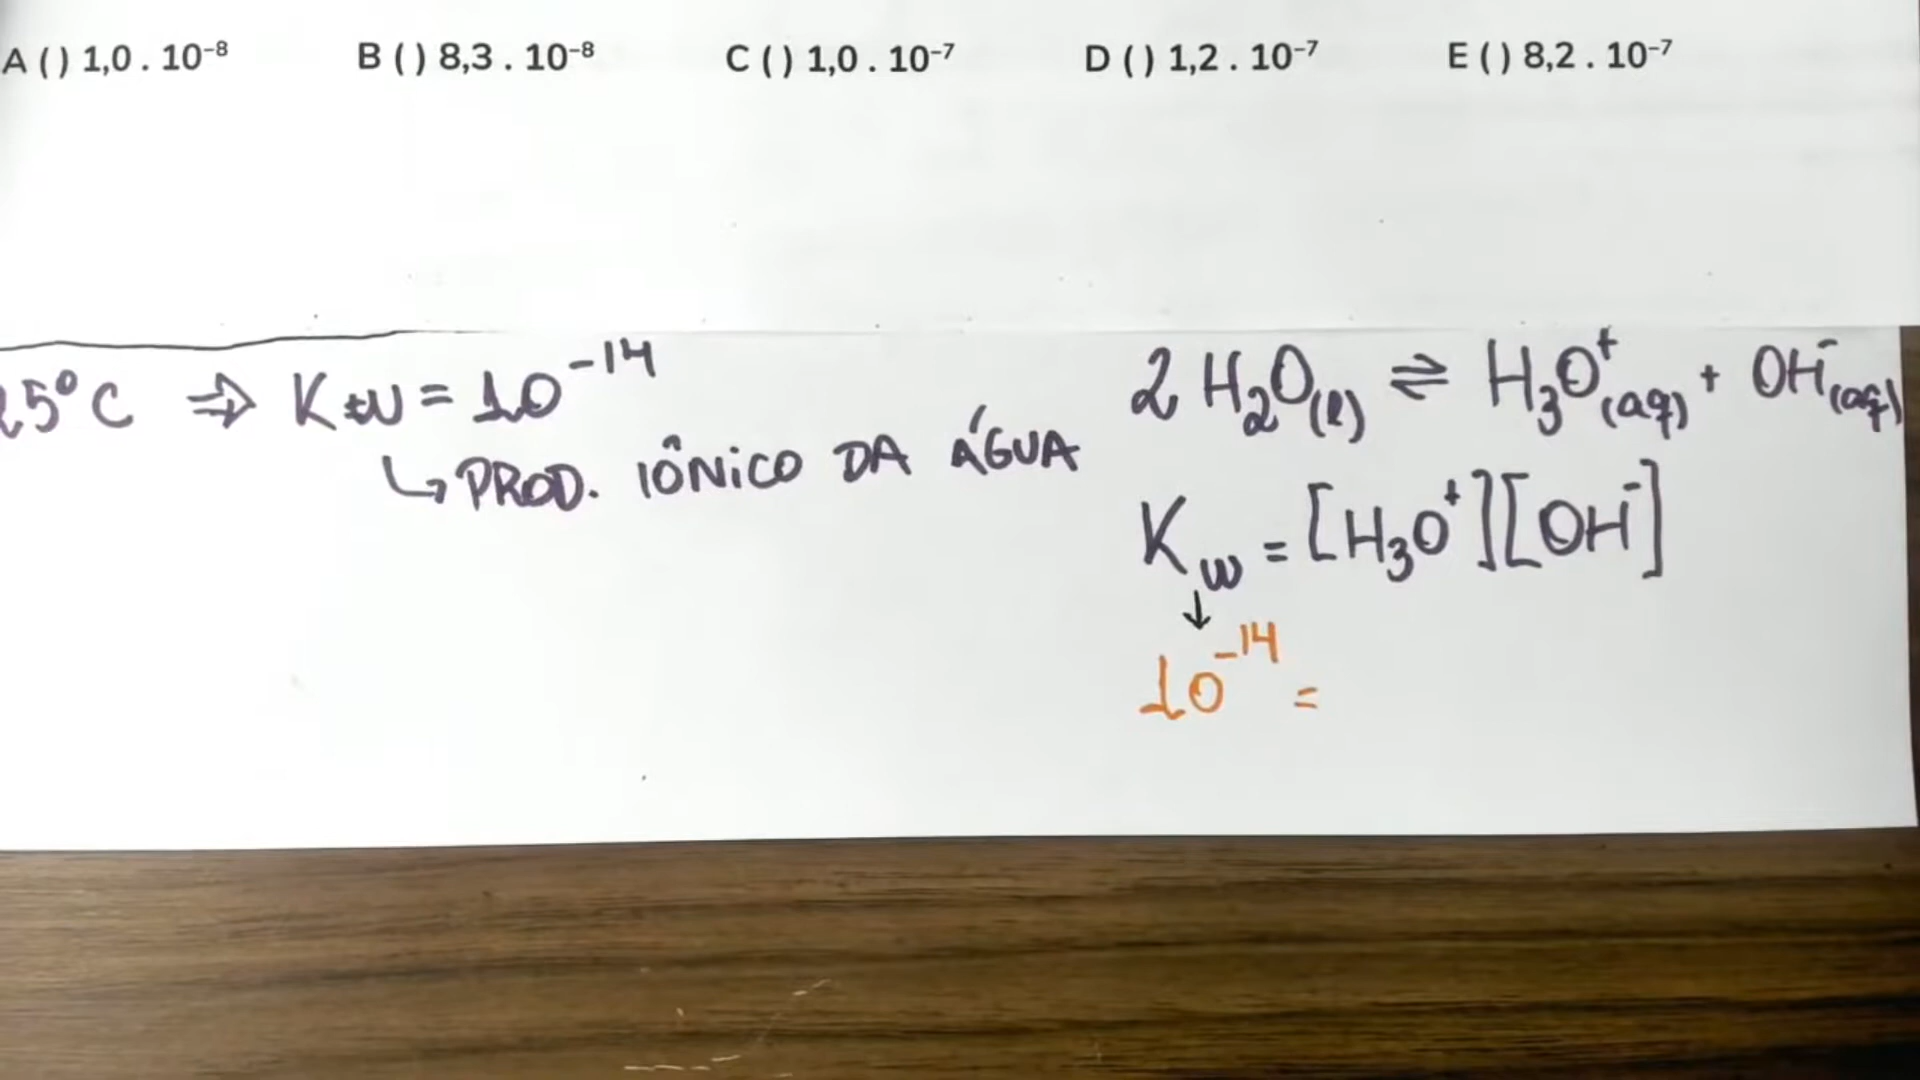 A ( ) 1,0 . 10⁻⁸ B ( ) 8,3 . 10⁻⁸ C ( ) 1,0 . 10⁻⁷ D ( ) 1,2 . 10⁻⁷ E ( ) 8,2 . 10⁻⁷
25°C ⇒ Kw = 10⁻¹⁴
↳ PROD. IÔNICO DA ÁGUA
2 H₂O(l) ⇌ H₃O⁺(aq) + OH⁻(aq)
Kw = [H₃O⁺][OH⁻]
↓
10⁻¹⁴ =